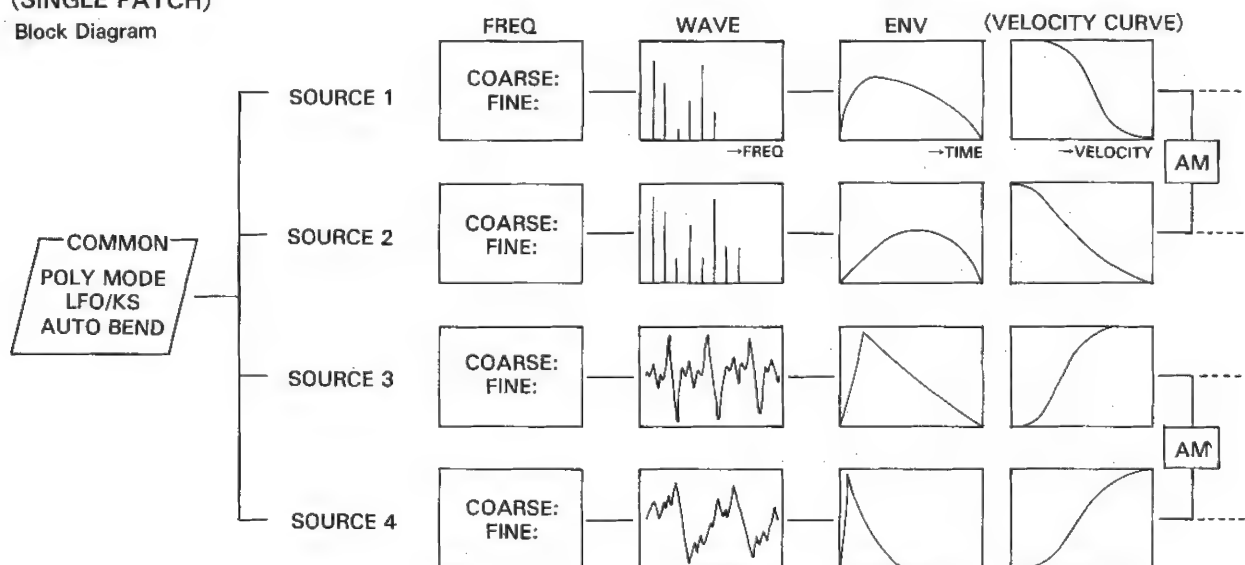 (SINGLE PATCH)
Block Diagram
FREQ WAVE ENV (VELOCITY CURVE)
SOURCE 1
COARSE:
FINE:
→FREQ →TIME →VELOCITY
AM
SOURCE 2
COARSE:
FINE:
COMMON
POLY MODE
LFO/KS
AUTO BEND
SOURCE 3
COARSE:
FINE:
AM
SOURCE 4
COARSE:
FINE: